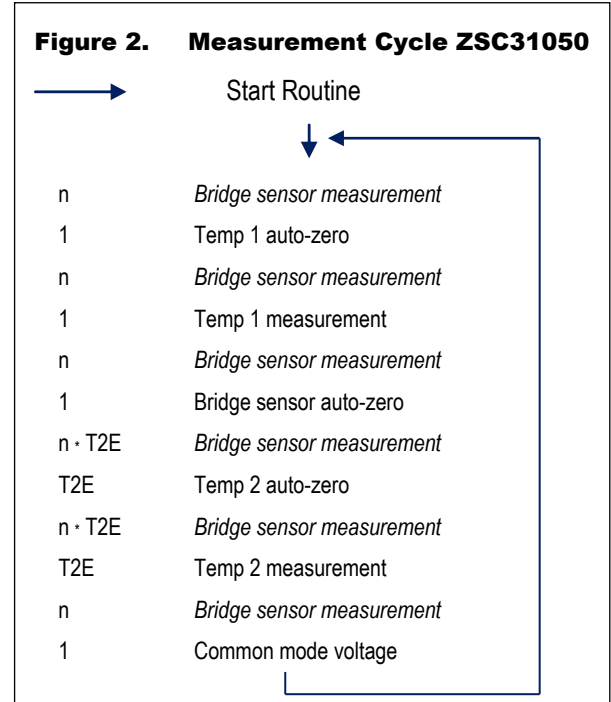 Figure 2. Measurement Cycle ZSC31050
Start Routine
n Bridge sensor measurement
1 Temp 1 auto-zero
n Bridge sensor measurement
1 Temp 1 measurement
n Bridge sensor measurement
1 Bridge sensor auto-zero
n * T2E Bridge sensor measurement
T2E Temp 2 auto-zero
n * T2E Bridge sensor measurement
T2E Temp 2 measurement
n Bridge sensor measurement
1 Common mode voltage